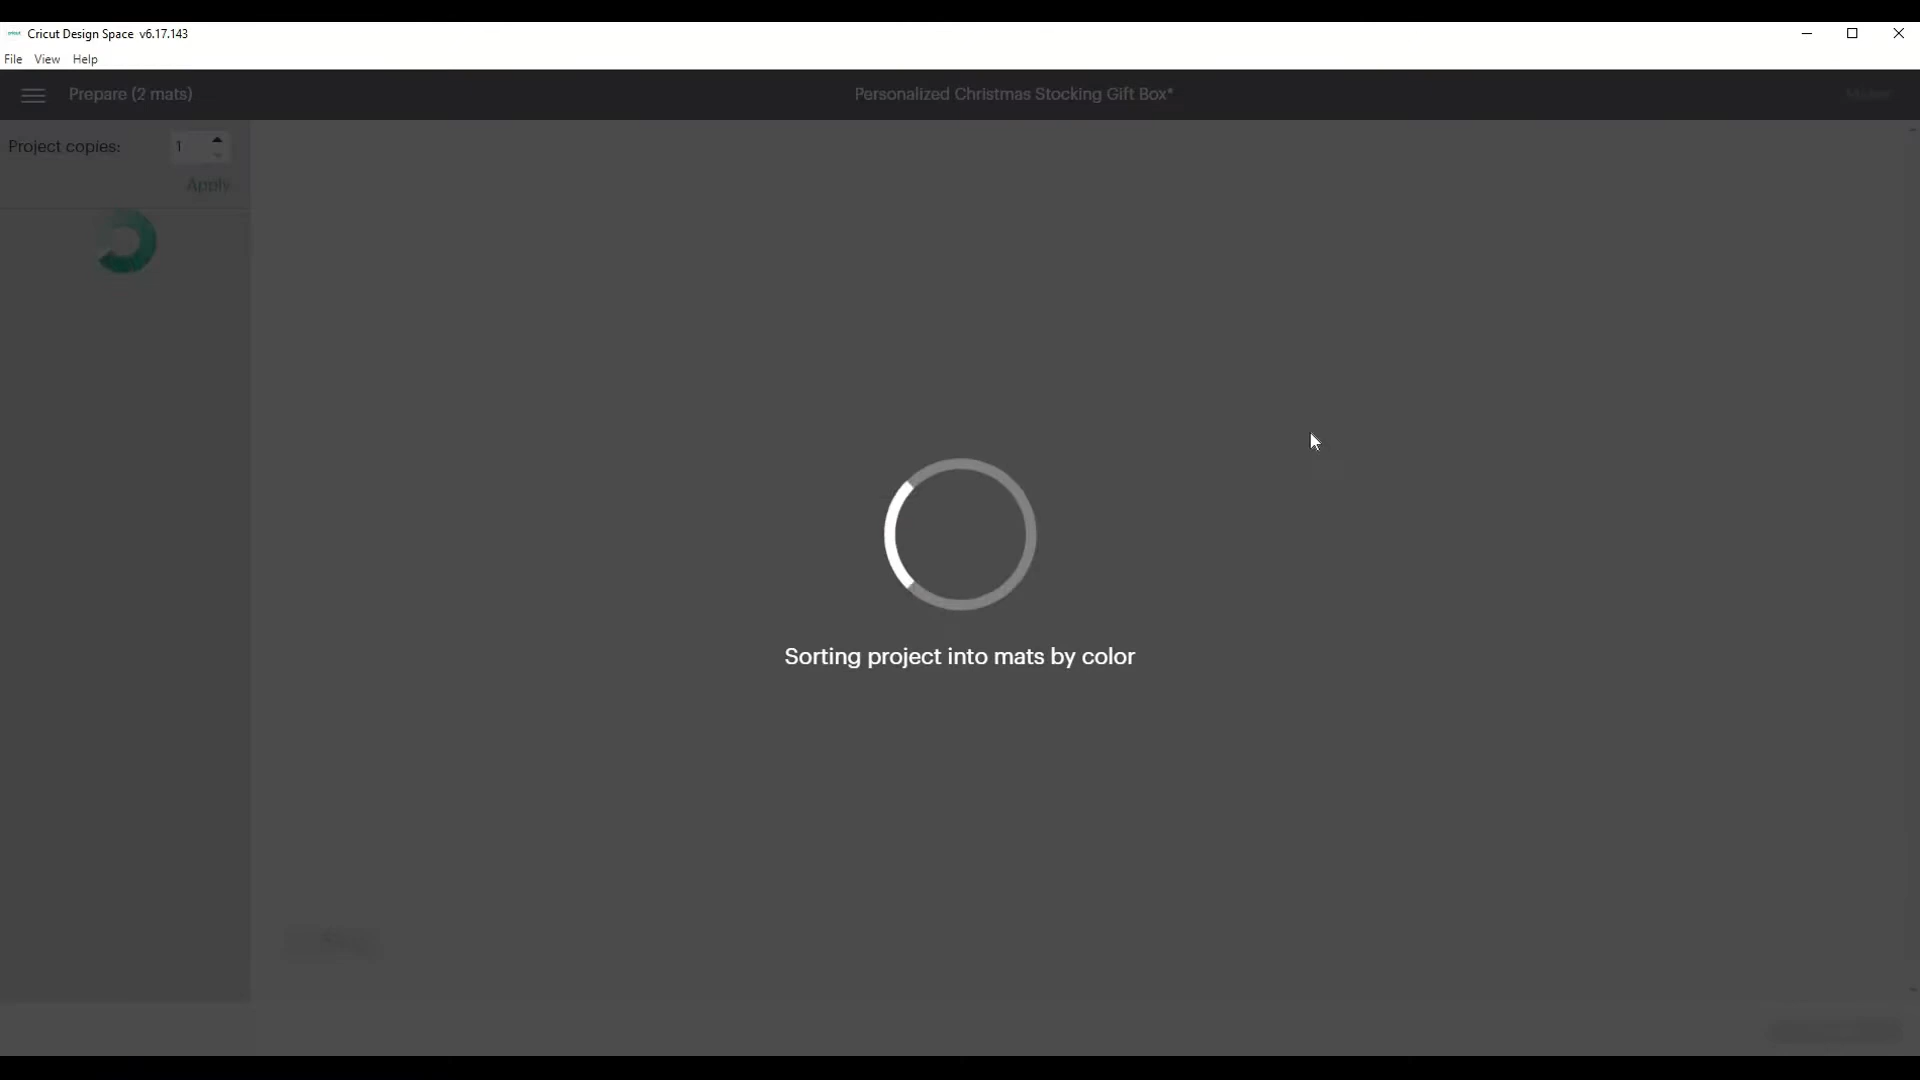 Cricut Design Space v6.17.143
File View Help
Prepare (2 mats)
Personalized Christmas Stocking Gift Box*
Project copies: 1
Apply
Sorting project into mats by color